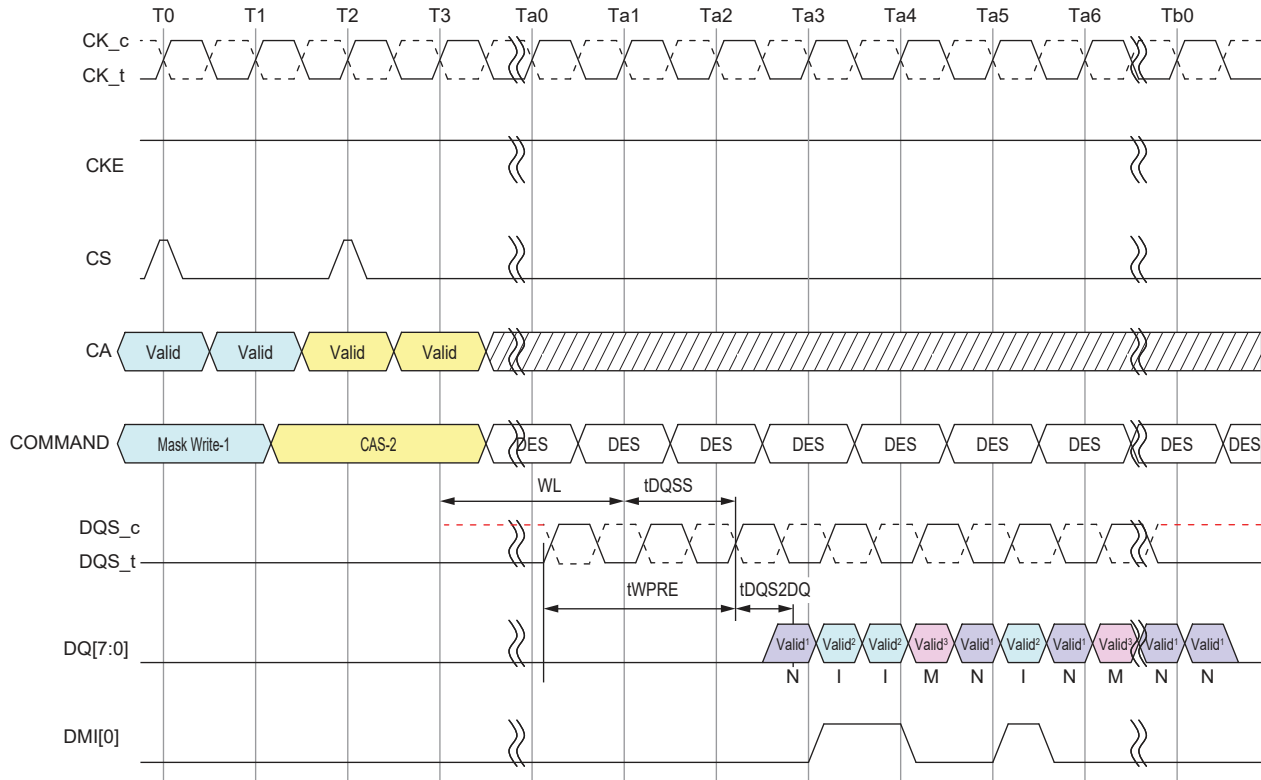 T0 T1 T2 T3 Ta0 Ta1 Ta2 Ta3 Ta4 Ta5 Ta6 Tb0
CK_c
CK_t
CKE
CS
CA Valid Valid Valid Valid
COMMAND Mask Write-1 CAS-2 DES DES DES DES DES DES DES DES DES
WL tDQSS
DQS_c
DQS_t
tWPRE tDQS2DQ
DQ[7:0] Valid¹ Valid² Valid² Valid³ Valid¹ Valid² Valid¹ Valid³ Valid¹ Valid¹
N I I M N I N M N N
DMI[0]